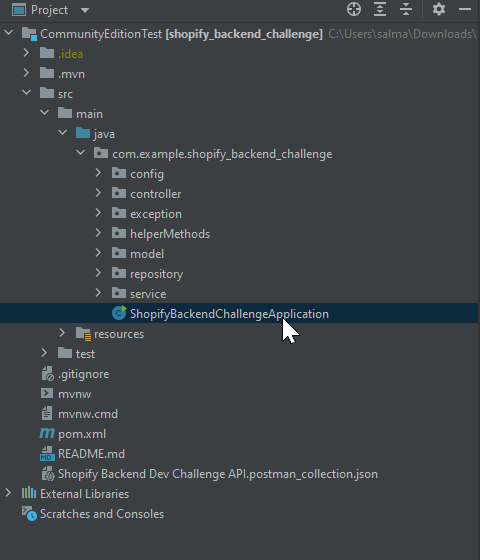 Project
CommunityEditionTest [shopify_backend_challenge] C:\Users\salma\Downloads\
.idea
.mvn
src
main
java
com.example.shopify_backend_challenge
config
controller
exception
helperMethods
model
repository
service
ShopifyBackendChallengeApplication
resources
test
.gitignore
mvnw
mvnw.cmd
pom.xml
README.md
Shopify Backend Dev Challenge API.postman_collection.json
External Libraries
Scratches and Consoles